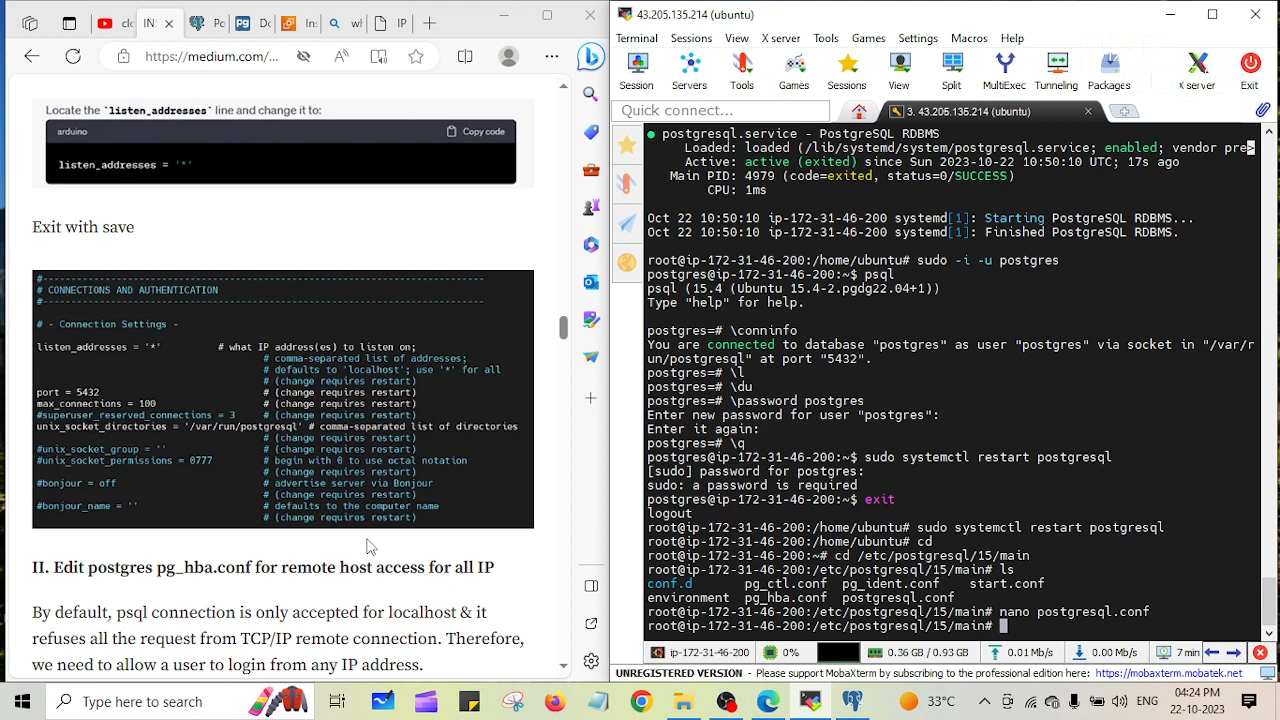 clo
IN
Po
Do
Ins
wh
IP
https://medium.com/...
Locate the `listen_addresses` line and change it to:
arduino
Copy code
listen_addresses = '*'
Exit with save
#------------------------------------------------------------------------------
# CONNECTIONS AND AUTHENTICATION
#------------------------------------------------------------------------------
# - Connection Settings -
listen_addresses = '*' # what IP address(es) to listen on;
# comma-separated list of addresses;
# defaults to 'localhost'; use '*' for all
# (change requires restart)
port = 5432 # (change requires restart)
max_connections = 100 # (change requires restart)
#superuser_reserved_connections = 3 # (change requires restart)
unix_socket_directories = '/var/run/postgresql' # comma-separated list of directories
# (change requires restart)
#unix_socket_group = '' # (change requires restart)
#unix_socket_permissions = 0777 # begin with 0 to use octal notation
# (change requires restart)
#bonjour = off # advertise server via Bonjour
# (change requires restart)
#bonjour_name = '' # defaults to the computer name
# (change requires restart)
II. Edit postgres pg_hba.conf for remote host access for all IP
By default, psql connection is only accepted for localhost & it
refuses all the request from TCP/IP remote connection. Therefore,
we need to allow a user to login from any IP address.
43.205.135.214 (ubuntu)
Terminal Sessions View X server Tools Games Settings Macros Help
Session Servers Tools Games Sessions View Split MultiExec Tunneling Packages X server Exit
Quick connect...
3. 43.205.135.214 (ubuntu)
● postgresql.service - PostgreSQL RDBMS
Loaded: loaded (/lib/systemd/system/postgresql.service; enabled; vendor pre>
Active: active (exited) since Sun 2023-10-22 10:50:10 UTC; 17s ago
Main PID: 4979 (code=exited, status=0/SUCCESS)
CPU: 1ms
Oct 22 10:50:10 ip-172-31-46-200 systemd[1]: Starting PostgreSQL RDBMS...
Oct 22 10:50:10 ip-172-31-46-200 systemd[1]: Finished PostgreSQL RDBMS.
root@ip-172-31-46-200:/home/ubuntu# sudo -i -u postgres
postgres@ip-172-31-46-200:~$ psql
psql (15.4 (Ubuntu 15.4-2.pgdg22.04+1))
Type "help" for help.
postgres=# \conninfo
You are connected to database "postgres" as user "postgres" via socket in "/var/r
un/postgresql" at port "5432".
postgres=# \l
postgres=# \du
postgres=# \password postgres
Enter new password for user "postgres":
Enter it again:
postgres=# \q
postgres@ip-172-31-46-200:~$ sudo systemctl restart postgresql
[sudo] password for postgres:
sudo: a password is required
postgres@ip-172-31-46-200:~$ exit
logout
root@ip-172-31-46-200:/home/ubuntu# sudo systemctl restart postgresql
root@ip-172-31-46-200:/home/ubuntu# cd
root@ip-172-31-46-200:~# cd /etc/postgresql/15/main
root@ip-172-31-46-200:/etc/postgresql/15/main# ls
conf.d pg_ctl.conf pg_ident.conf start.conf
environment pg_hba.conf postgresql.conf
root@ip-172-31-46-200:/etc/postgresql/15/main# nano postgresql.conf
root@ip-172-31-46-200:/etc/postgresql/15/main#
ip-172-31-46-200 0% 0.36 GB / 0.93 GB 0.01 Mb/s 0.00 Mb/s 7 min
UNREGISTERED VERSION - Please support MobaXterm by subscribing to the professional edition here: https://mobaxterm.mobatek.net
Type here to search
33°C
ENG
04:24 PM
22-10-2023